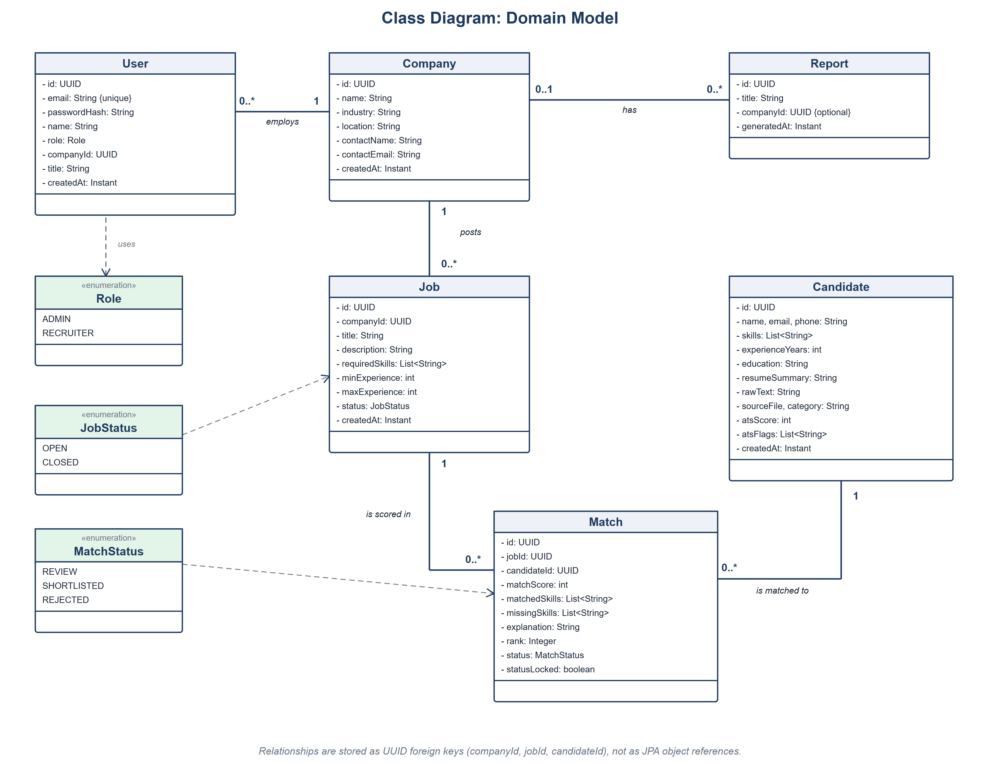 Class Diagram: Domain Model
User
- id: UUID
- email: String {unique}
- passwordHash: String
- name: String
- role: Role
- companyId: UUID
- title: String
- createdAt: Instant
0..*
1
employs
Company
- id: UUID
- name: String
- industry: String
- location: String
- contactName: String
- contactEmail: String
- createdAt: Instant
0..1
0..*
has
Report
- id: UUID
- title: String
- companyId: UUID {optional}
- generatedAt: Instant
uses
1
posts
0..*
«enumeration»
Role
ADMIN
RECRUITER
Job
- id: UUID
- companyId: UUID
- title: String
- description: String
- requiredSkills: List<String>
- minExperience: int
- maxExperience: int
- status: JobStatus
- createdAt: Instant
Candidate
- id: UUID
- name, email, phone: String
- skills: List<String>
- experienceYears: int
- education: String
- resumeSummary: String
- rawText: String
- sourceFile, category: String
- atsScore: int
- atsFlags: List<String>
- createdAt: Instant
«enumeration»
JobStatus
OPEN
CLOSED
1
is scored in
0..*
1
0..*
is matched to
«enumeration»
MatchStatus
REVIEW
SHORTLISTED
REJECTED
Match
- id: UUID
- jobId: UUID
- candidateId: UUID
- matchScore: int
- matchedSkills: List<String>
- missingSkills: List<String>
- explanation: String
- rank: Integer
- status: MatchStatus
- statusLocked: boolean
Relationships are stored as UUID foreign keys (companyId, jobId, candidateId), not as JPA object references.